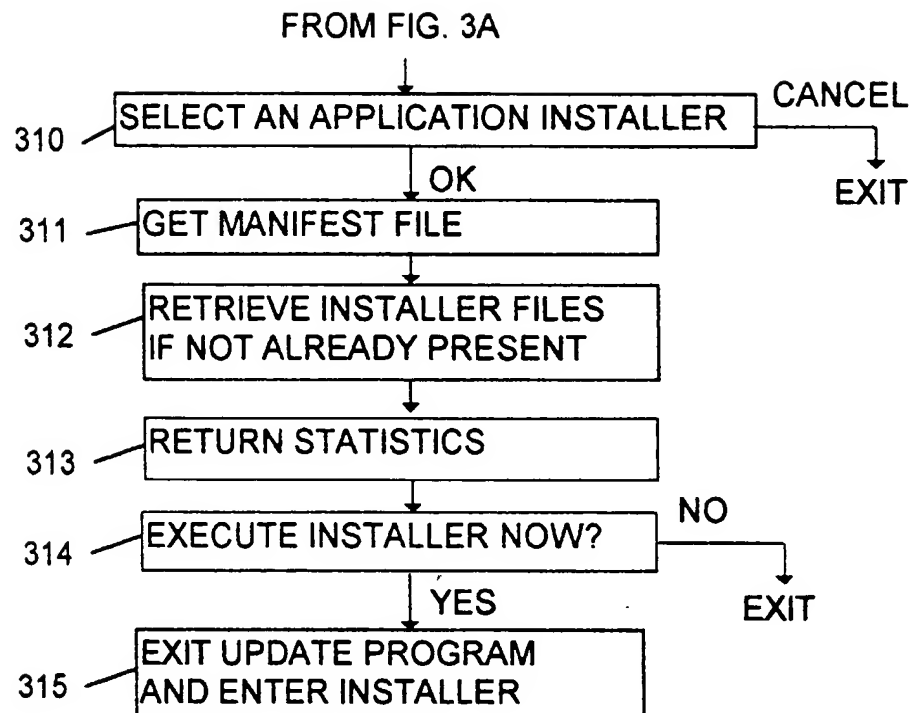 FROM FIG. 3A
CANCEL
310 SELECT AN APPLICATION INSTALLER
EXIT
OK
311 GET MANIFEST FILE
312 RETRIEVE INSTALLER FILES
IF NOT ALREADY PRESENT
313 RETURN STATISTICS
NO
314 EXECUTE INSTALLER NOW?
EXIT
YES
315 EXIT UPDATE PROGRAM
AND ENTER INSTALLER